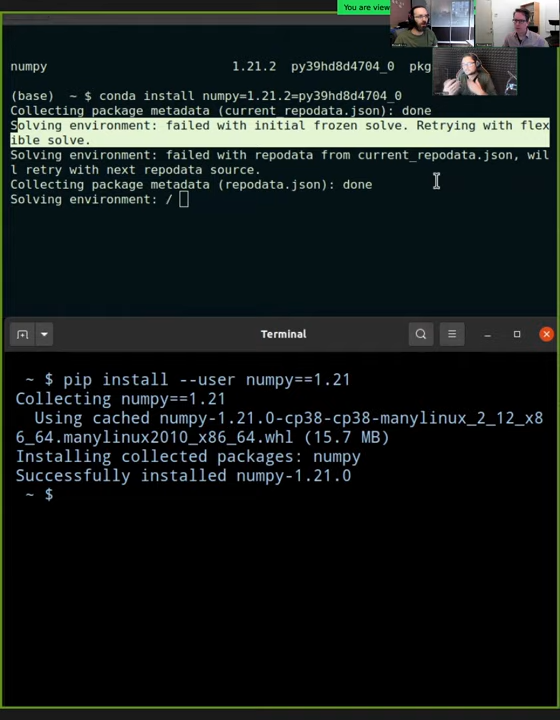 You are view
numpy 1.21.2 py39hd8d4704_0 pkg
(base) ~ $ conda install numpy=1.21.2=py39hd8d4704_0
Collecting package metadata (current_repodata.json): done
Solving environment: failed with initial frozen solve. Retrying with flex
ible solve.
Solving environment: failed with repodata from current_repodata.json, wil
l retry with next repodata source.
Collecting package metadata (repodata.json): done
Solving environment: /
Terminal
~ $ pip install --user numpy==1.21
Collecting numpy==1.21
Using cached numpy-1.21.0-cp38-cp38-manylinux_2_12_x8
6_64.manylinux2010_x86_64.whl (15.7 MB)
Installing collected packages: numpy
Successfully installed numpy-1.21.0
~ $